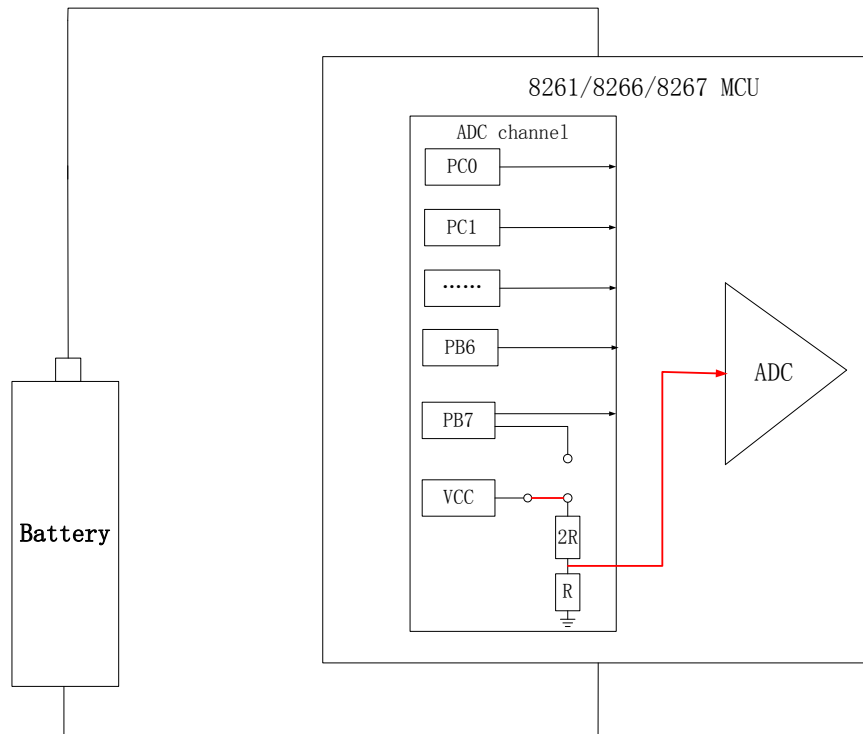 8261/8266/8267 MCU
ADC channel
PC0
PC1
……
PB6
ADC
PB7
VCC
Battery
2R
R